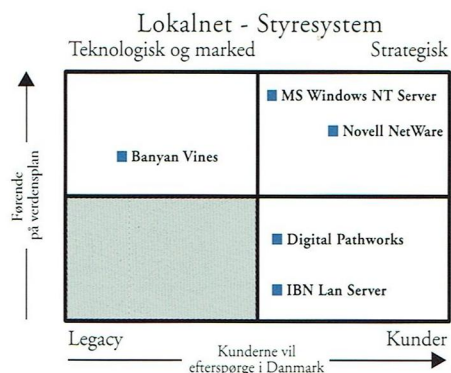 Lokalnet - Styresystem
Teknologisk og marked
Strategisk
MS Windows NT Server
Novell NetWare
Banyan Vines
Førende
på verdensplan
Digital Pathworks
IBN Lan Server
Legacy
Kunder
Kunderne vil
efterspørge i Danmark